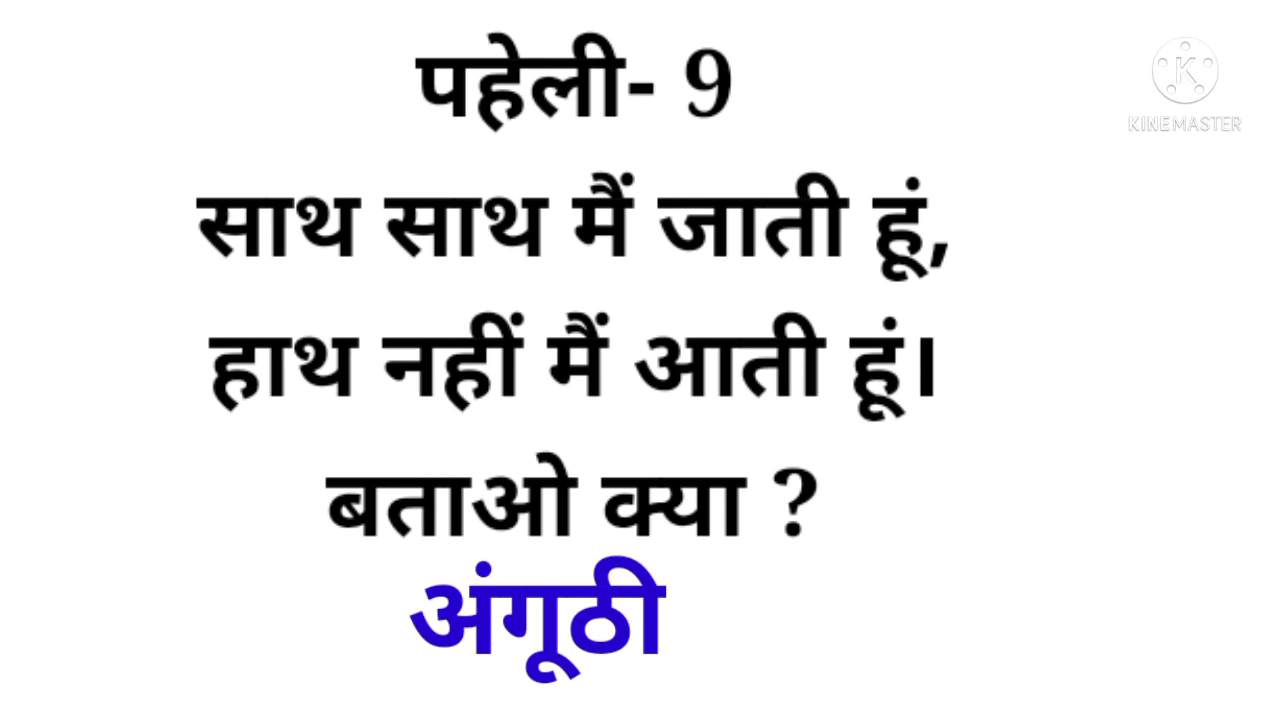 पहेली- 9
KINEMASTER
साथ साथ मैं जाती हूं,
हाथ नहीं मैं आती हूं।
बताओ क्या ?
अंगूठी